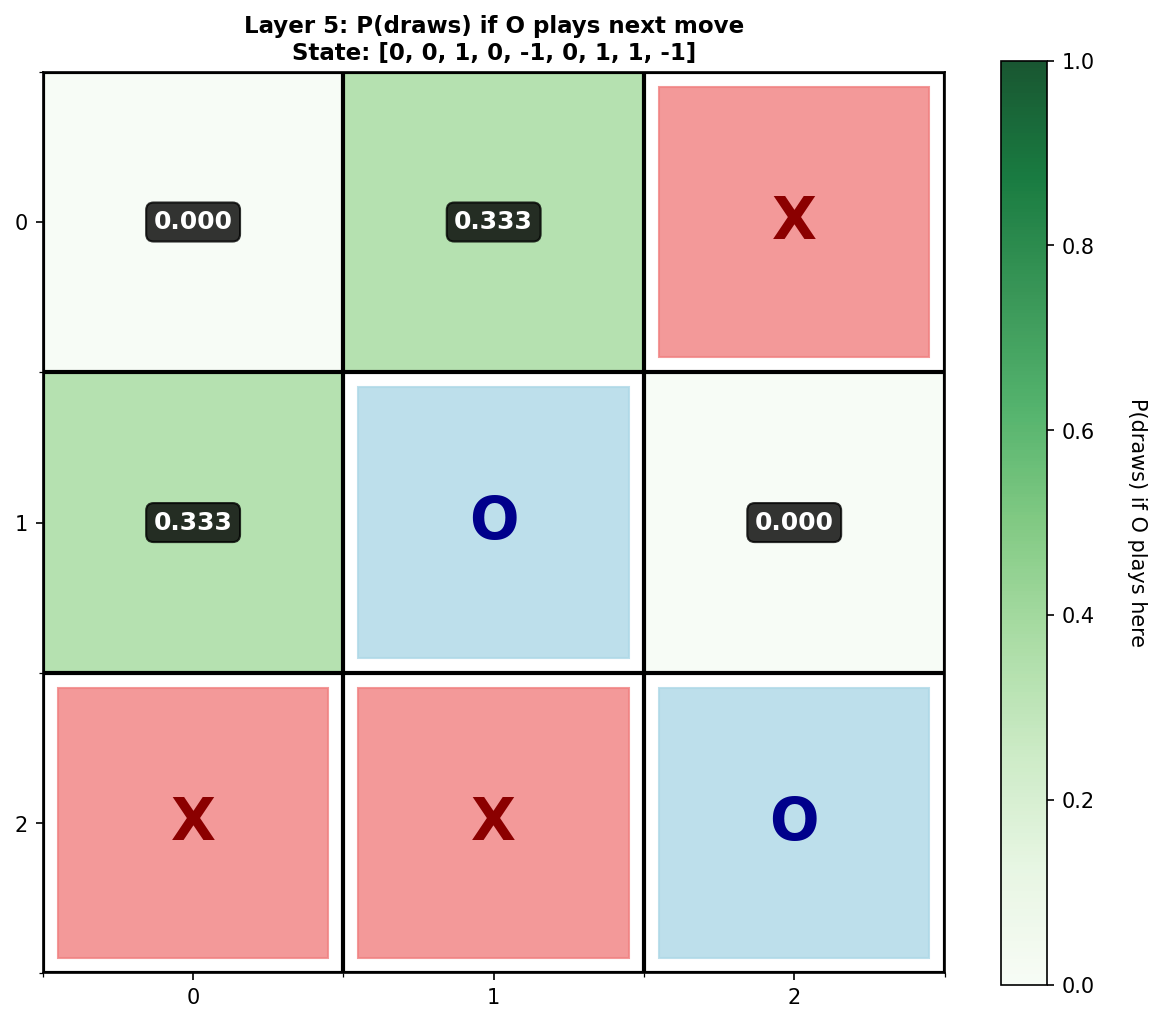 Layer 5: P(draws) if O plays next move
State: [0, 0, 1, 0, -1, 0, 1, 1, -1]
0
0.000
0.333
X
1
0.333
O
0.000
2
X
X
O
0
1
2
1.0
0.8
0.6
0.4
0.2
0.0
P(draws) if O plays here